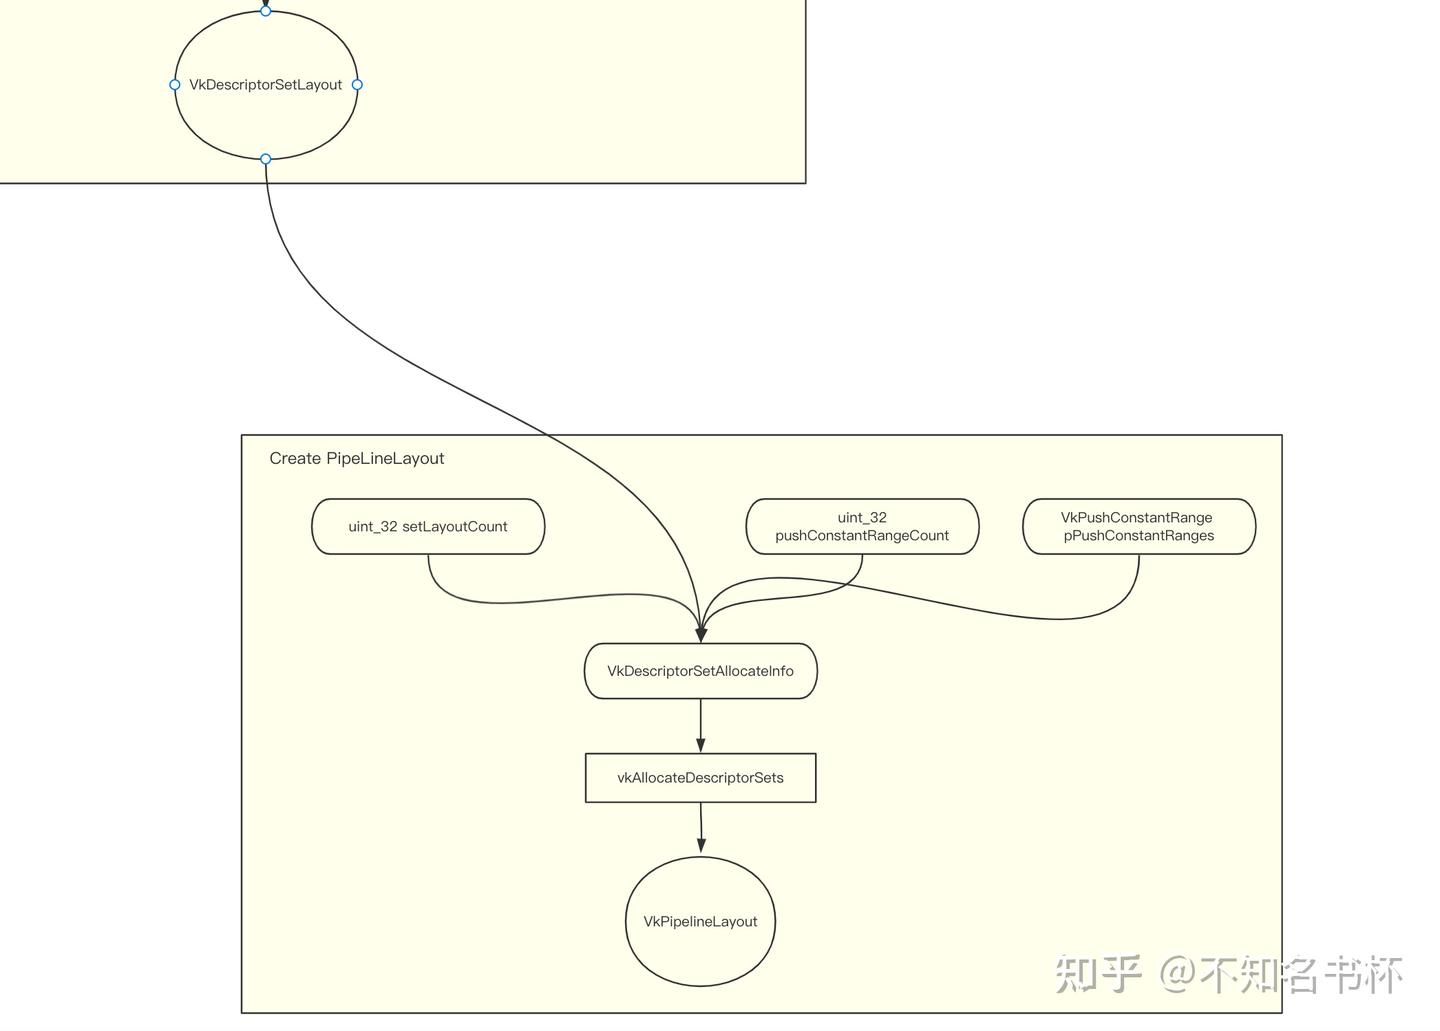 VkDescriptorSetLayout
Create PipeLineLayout
uint_32 setLayoutCount
uint_32
pushConstantRangeCount
VkPushConstantRange
pPushConstantRanges
VkDescriptorSetAllocateInfo
vkAllocateDescriptorSets
VkPipelineLayout
知乎 @不知名书杯